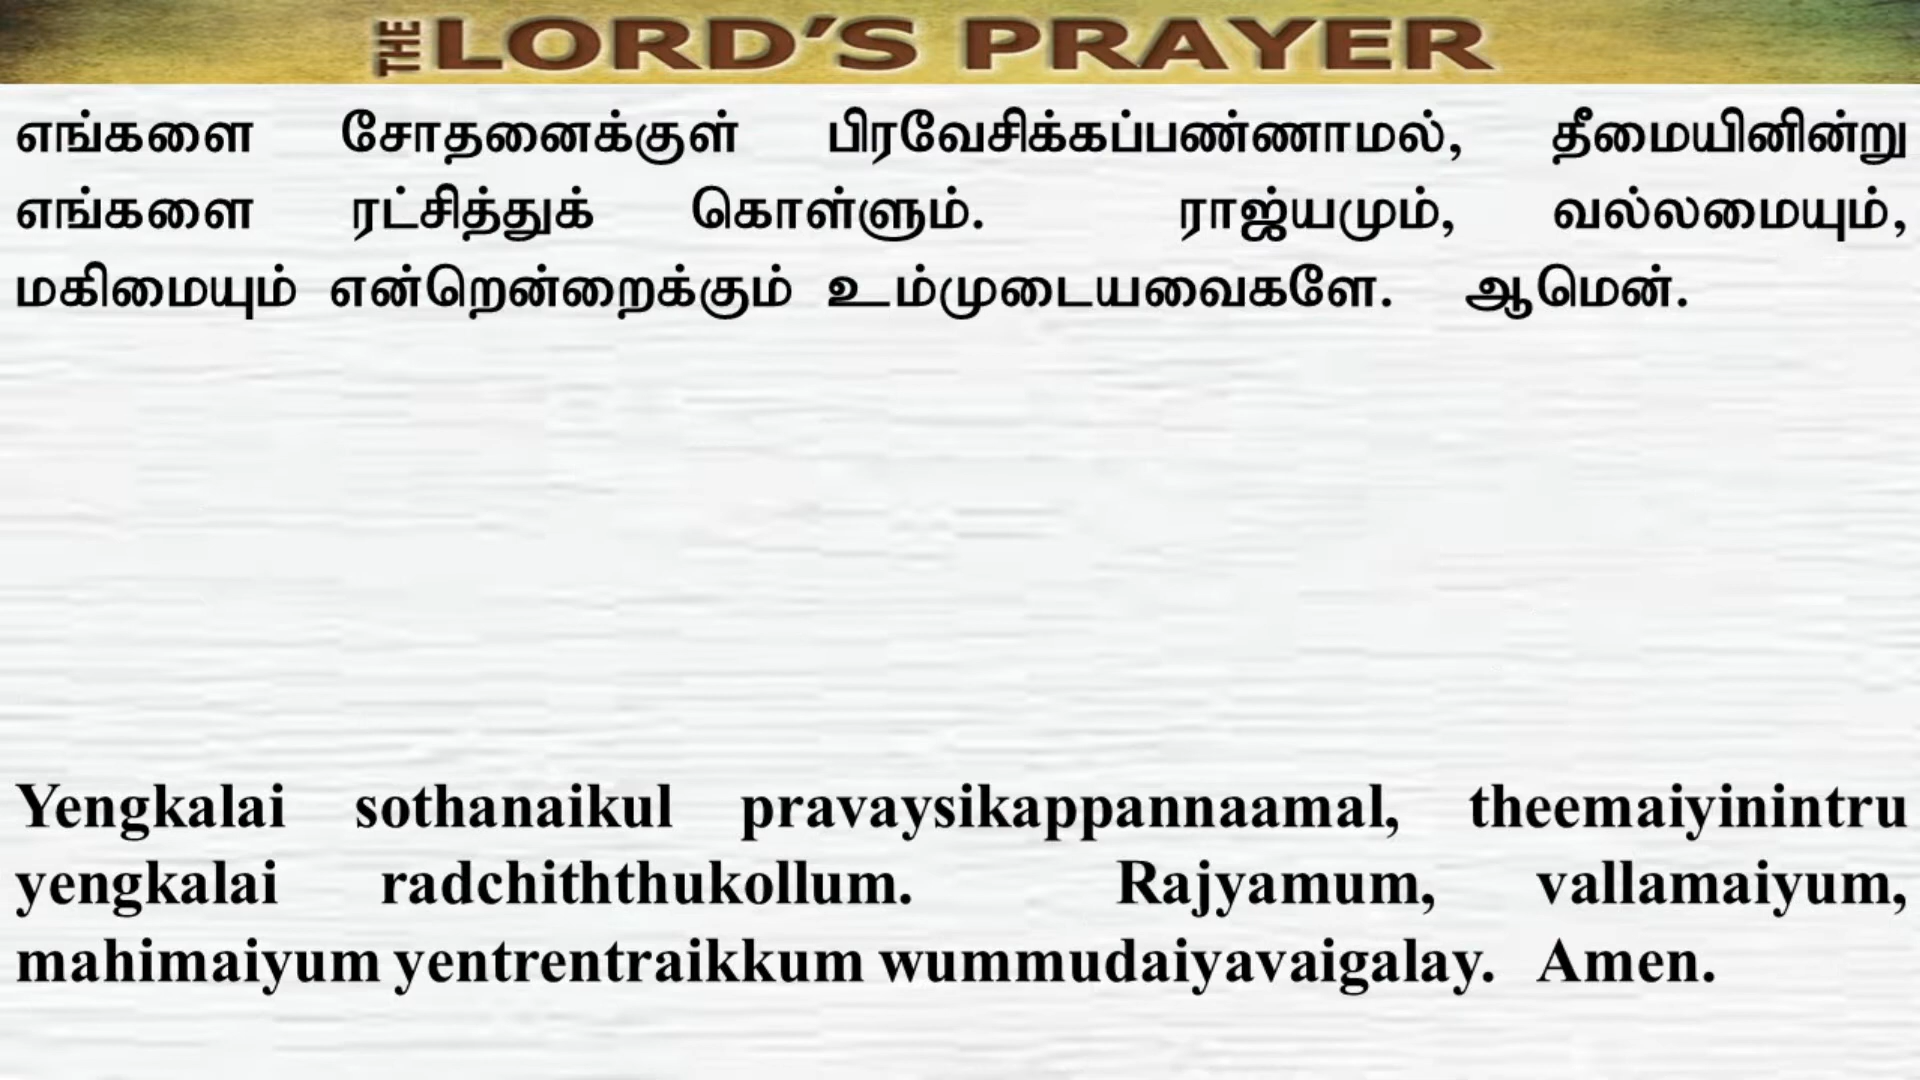 THE LORD'S PRAYER
எங்களை சோதனைக்குள் பிரவேசிக்கப்பண்ணாமல், தீமையினின்று
எங்களை ரட்சித்துக் கொள்ளும். ராஜ்யமும், வல்லமையும்,
மகிமையும் என்றென்றைக்கும் உம்முடையவைகளே. ஆமென்.
Yengkalai sothanaikul pravaysikappannaamal, theemaiyinintru
yengkalai radchiththukollum. Rajyamum, vallamaiyum,
mahimaiyum yentrentraikkum wummudaiyavaigalay. Amen.